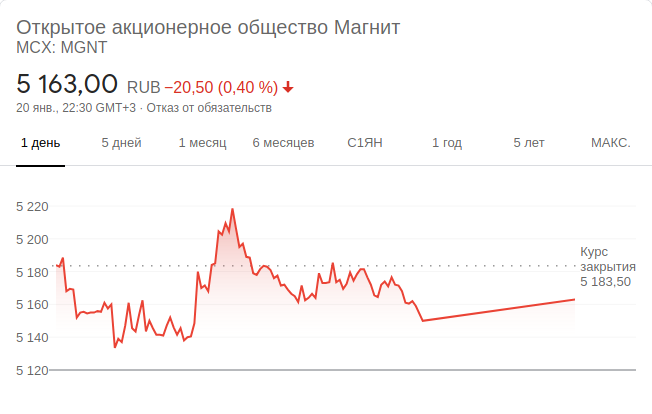 Открытое акционерное общество Магнит
MCX: MGNT
5 163,00 RUB −20,50 (0,40 %)
20 янв., 22:30 GMT+3 · Отказ от обязательств
1 день 5 дней 1 месяц 6 месяцев С1ЯН 1 год 5 лет МАКС.
5 220
5 200
Курс
закрытия
5 183,50
5 180
5 160
5 140
5 120